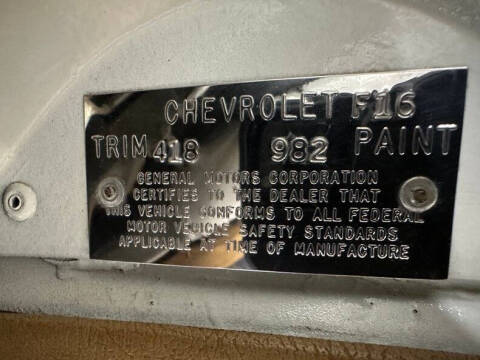 CHEVROLET F16
TRIM 418 982 PAINT
GENERAL MOTORS CORPORATION
CERTIFIES TO THE DEALER THAT
THIS VEHICLE CONFORMS TO ALL FEDERAL
MOTOR VEHICLE SAFETY STANDARDS
APPLICABLE AT TIME OF MANUFACTURE